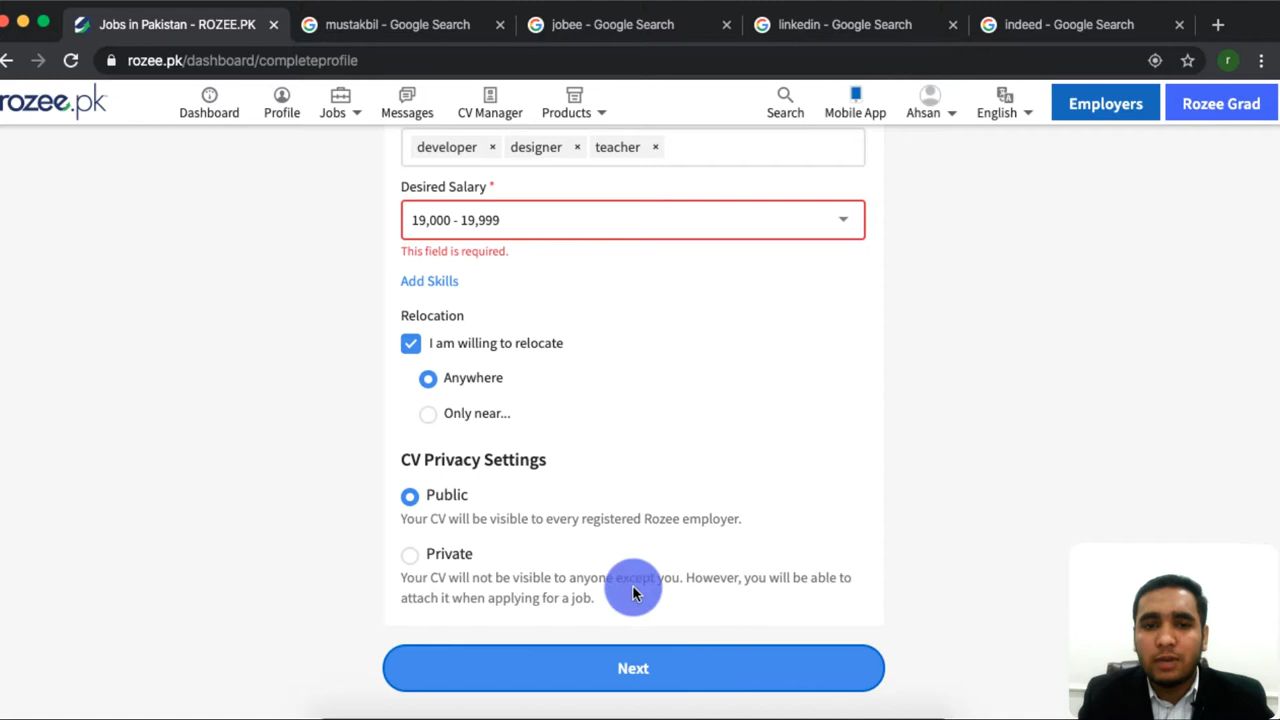 Jobs in Pakistan - ROZEE.PK
mustakbil - Google Search
jobee - Google Search
linkedin - Google Search
indeed - Google Search
rozee.pk/dashboard/completeprofile
r
rozee.pk
Dashboard
Profile
Jobs
Messages
CV Manager
Products
Search
Mobile App
Ahsan
English
Employers
Rozee Grad
developer × designer × teacher ×
Desired Salary *
19,000 - 19,999
This field is required.
Add Skills
Relocation
I am willing to relocate
Anywhere
Only near...
CV Privacy Settings
Public
Your CV will be visible to every registered Rozee employer.
Private
Your CV will not be visible to anyone except you. However, you will be able to
attach it when applying for a job.
Next